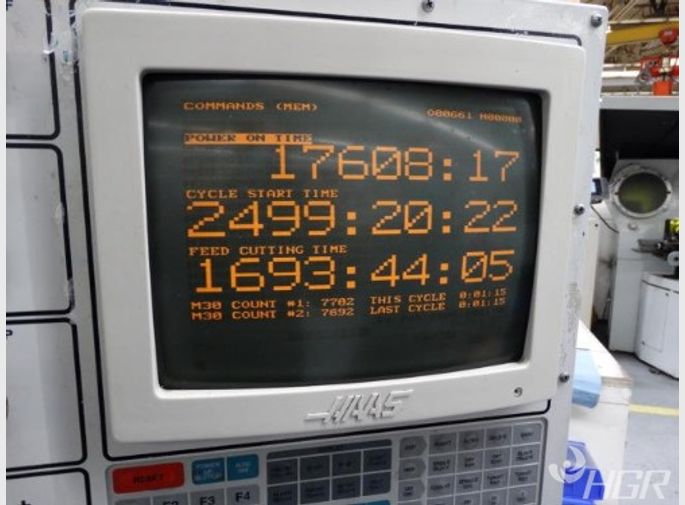 COMMANDS (MEM)
O00661 N00000
POWER ON TIME
17608:17
CYCLE START TIME
2499:20:22
FEED CUTTING TIME
1693:44:05
M30 COUNT #1: 7702 THIS CYCLE 0:01:15
M30 COUNT #2: 7692 LAST CYCLE 0:01:15
HAAS
RESET
F3 F4
HGR